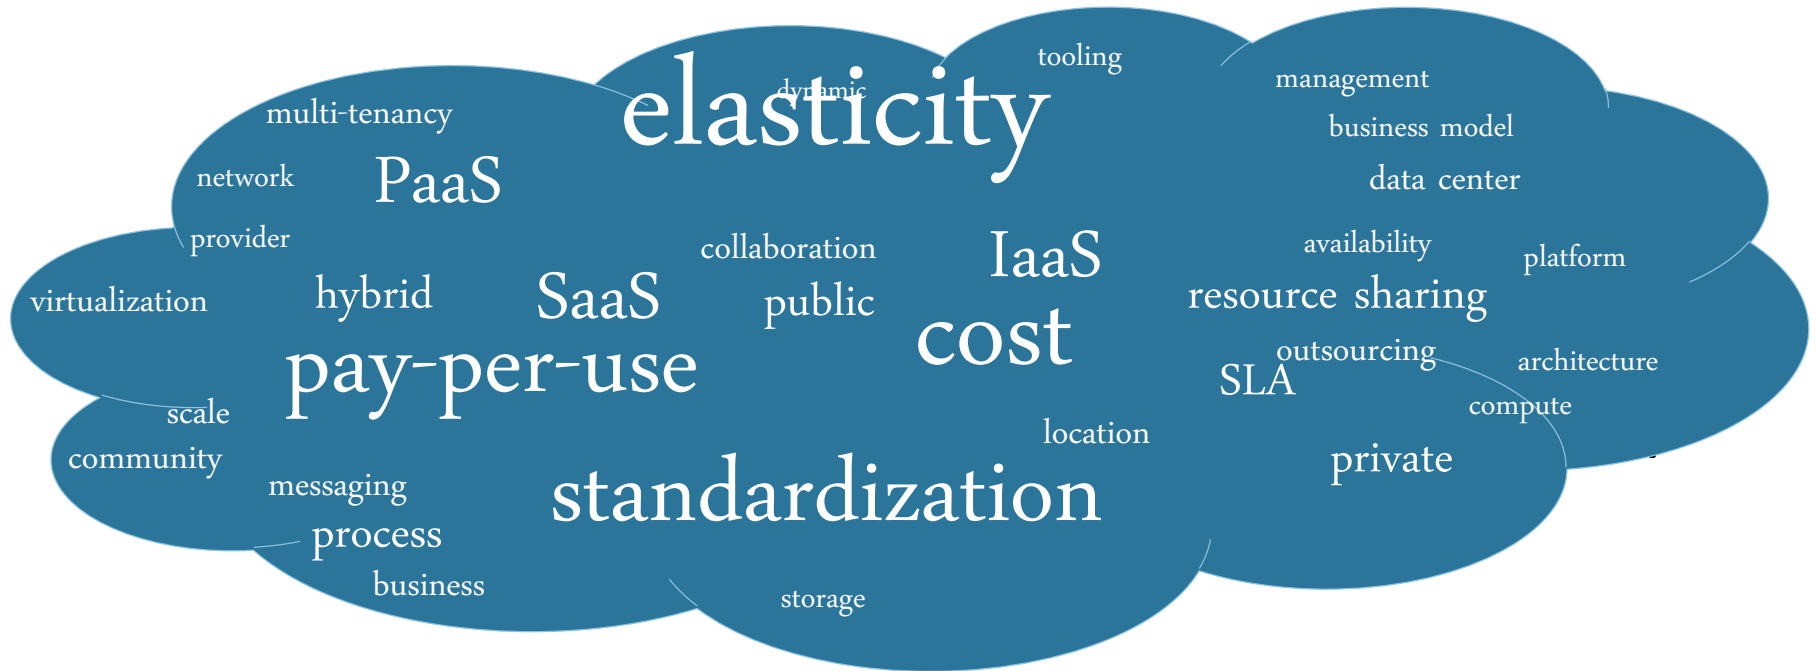 tooling
elasticity
dynamic
management
multi-tenancy
business model
network
PaaS
data center
provider
collaboration
IaaS
availability
platform
virtualization
hybrid
SaaS
public
resource sharing
cost
pay-per-use
outsourcing
architecture
SLA
scale
compute
location
community
private
messaging
standardization
process
business
storage